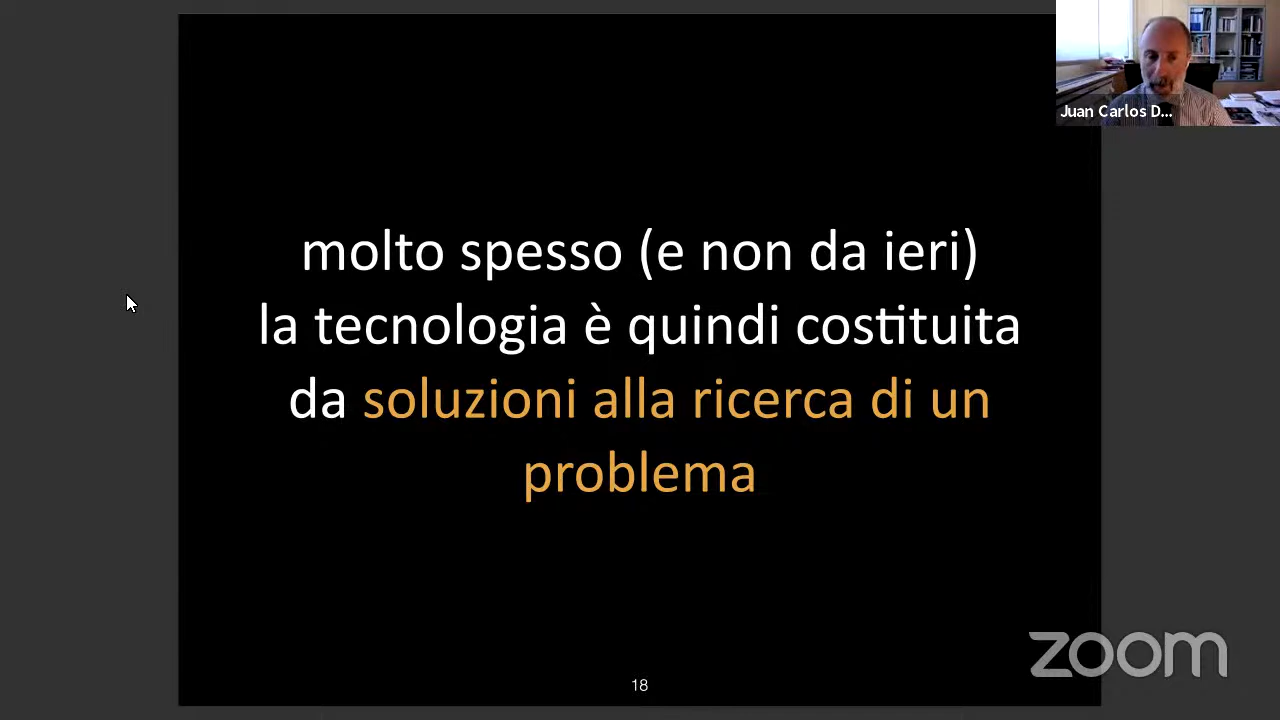 Juan Carlos D...
molto spesso (e non da ieri)
la tecnologia è quindi costituita
da soluzioni alla ricerca di un
problema
zoom
18